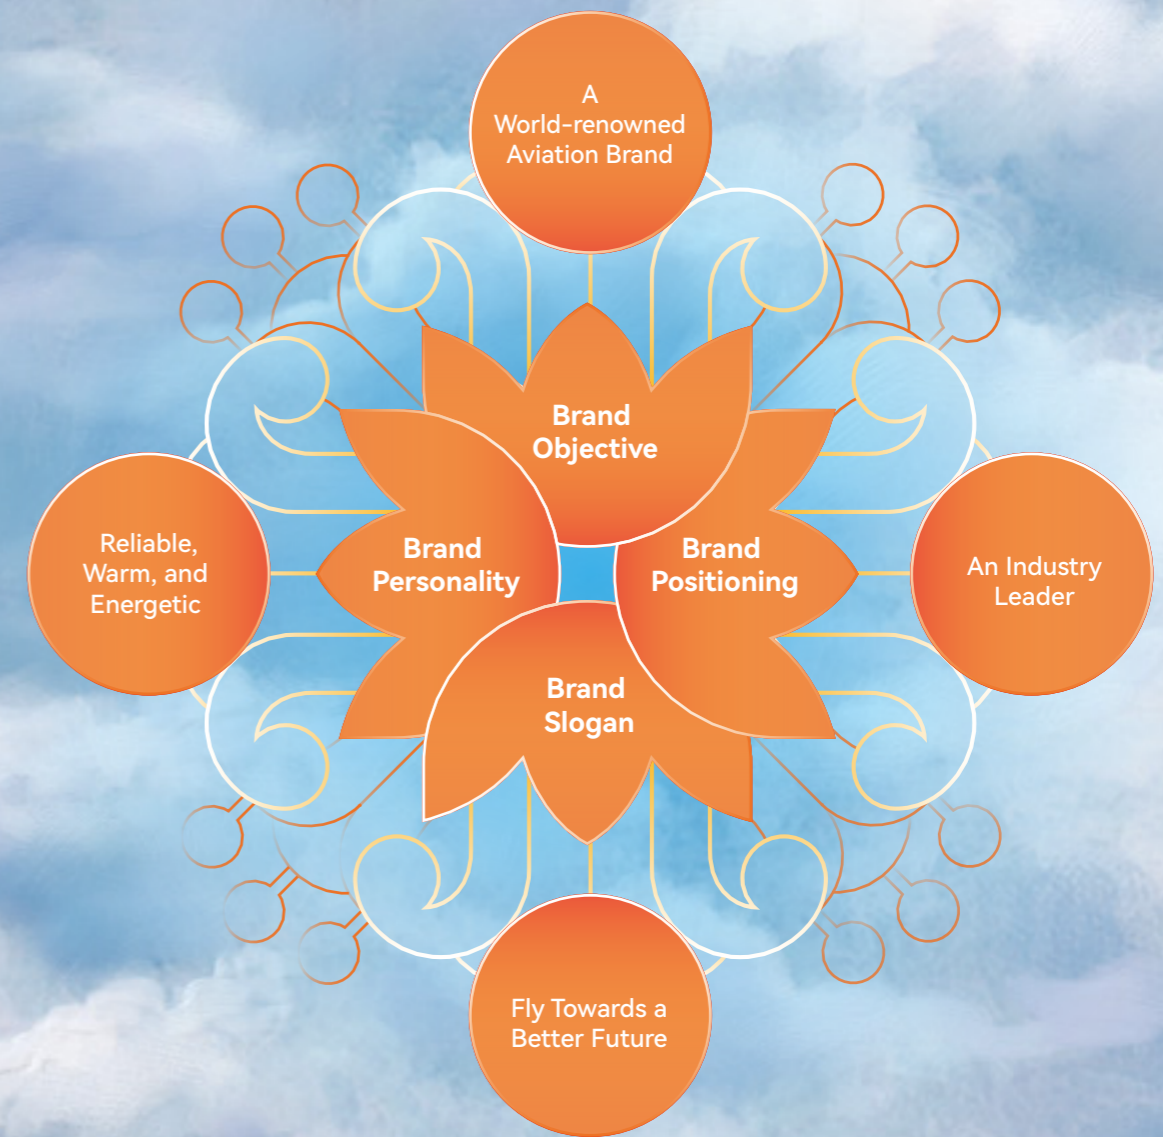 A
World-renowned
Aviation Brand
Brand
Objective
Reliable,
Warm, and
Energetic
Brand
Personality
Brand
Positioning
An Industry
Leader
Brand
Slogan
Fly Towards a
Better Future